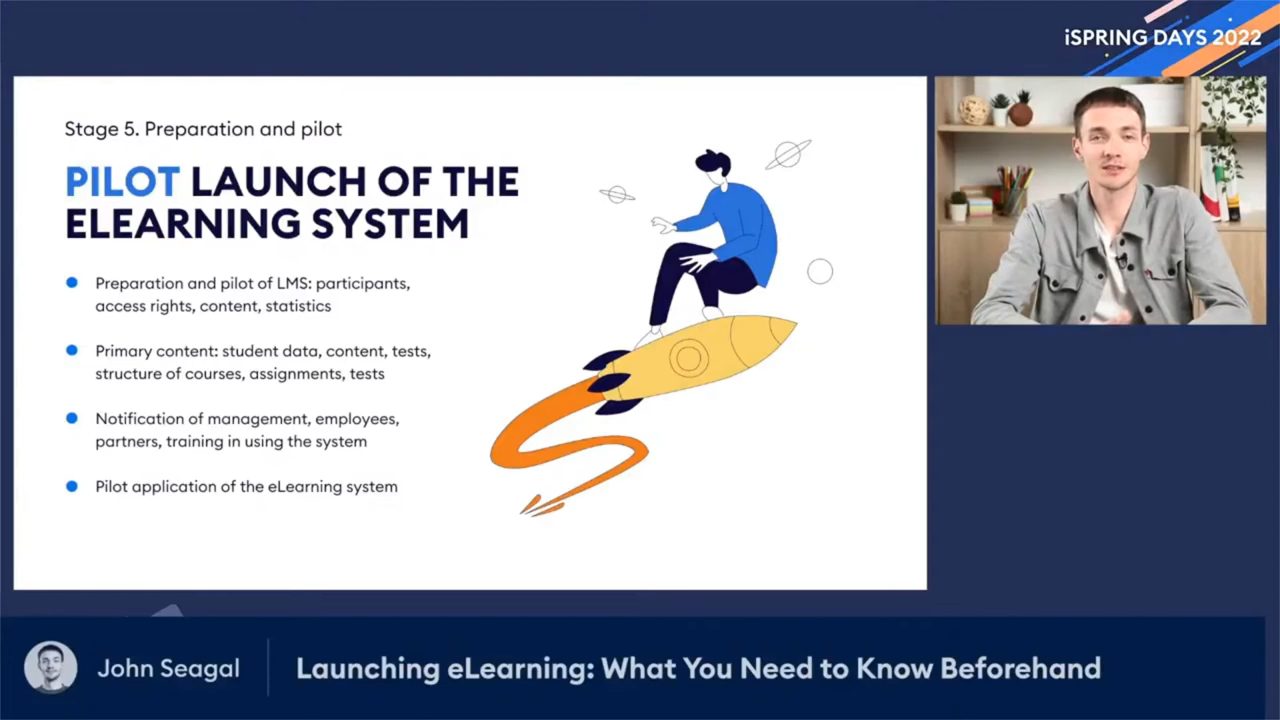 iSPRING DAYS 2022
Stage 5. Preparation and pilot
PILOT LAUNCH OF THE
ELEARNING SYSTEM
Preparation and pilot of LMS: participants,
access rights, content, statistics
Primary content: student data, content, tests,
structure of courses, assignments, tests
Notification of management, employees,
partners, training in using the system
Pilot application of the eLearning system
John Seagal
Launching eLearning: What You Need to Know Beforehand